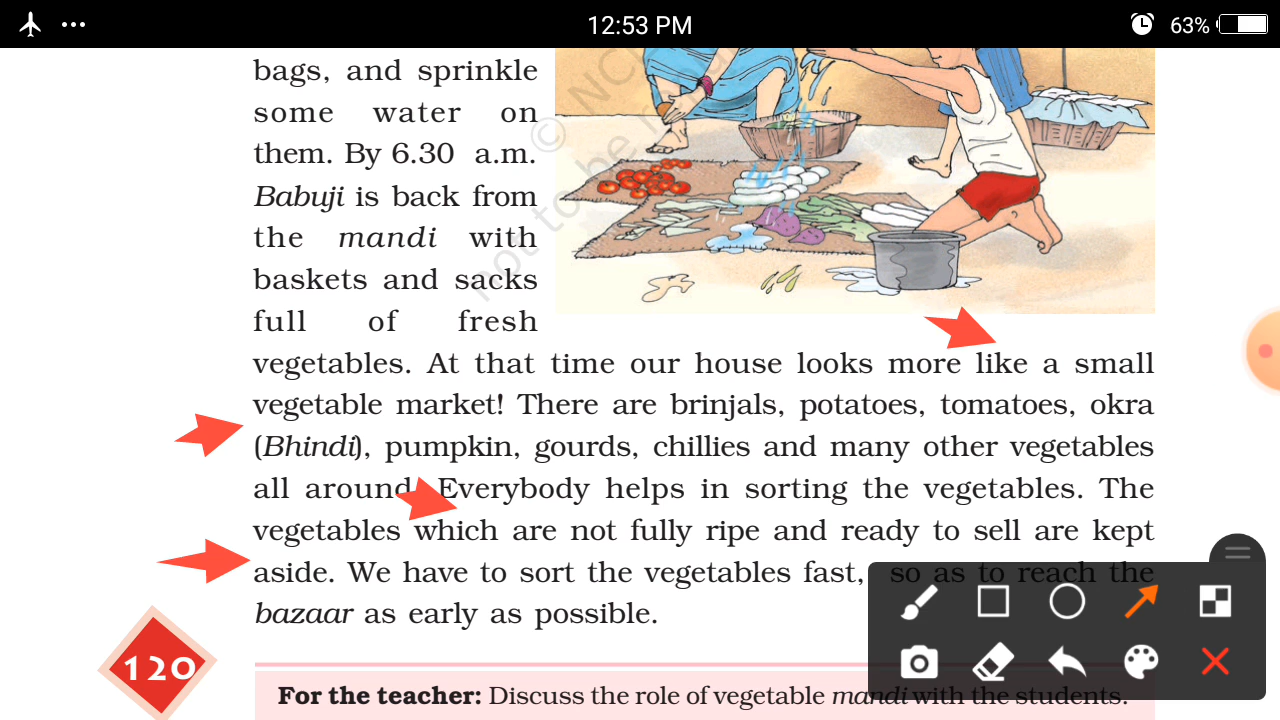 12:53 PM
63%
bags, and sprinkle
some water on
them. By 6.30 a.m.
Babuji is back from
the mandi with
baskets and sacks
full of fresh
vegetables. At that time our house looks more like a small
vegetable market! There are brinjals, potatoes, tomatoes, okra
(Bhindi), pumpkin, gourds, chillies and many other vegetables
all around. Everybody helps in sorting the vegetables. The
vegetables which are not fully ripe and ready to sell are kept
aside. We have to sort the vegetables fast, so as to reach the
bazaar as early as possible.
120
For the teacher: Discuss the role of vegetable mandi with the students.
© NC
not to be